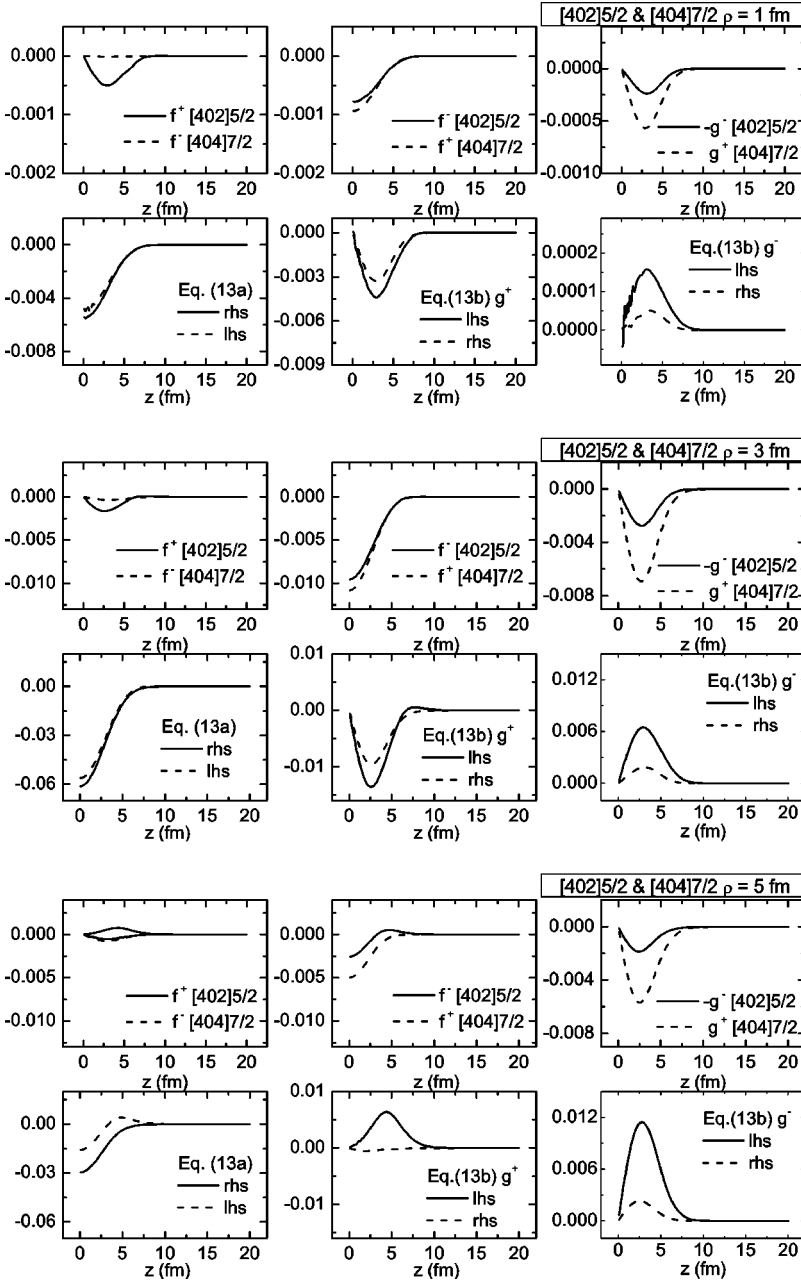 [402]5/2 & [404]7/2 ρ = 1 fm
0.000
-0.001
-0.002
f⁺ [402]5/2
f⁻ [404]7/2
0 5 10 15 20
z (fm)
0.000
-0.001
-0.002
f⁻ [402]5/2
f⁺ [404]7/2
0 5 10 15 20
z (fm)
0.0000
-0.0005
-0.0010
-g⁻ [402]5/2
g⁺ [404]7/2
0 5 10 15 20
z (fm)
0.000
-0.004
-0.008
Eq. (13a)
rhs
lhs
0 5 10 15 20
z (fm)
0.000
-0.003
-0.006
-0.009
Eq.(13b) g⁺
lhs
rhs
0 5 10 15 20
z (fm)
0.0002
0.0001
0.0000
Eq.(13b) g⁻
lhs
rhs
0 5 10 15 20
z (fm)
[402]5/2 & [404]7/2 ρ = 3 fm
0.000
-0.005
-0.010
f⁺ [402]5/2
f⁻ [404]7/2
0 5 10 15 20
z (fm)
0.000
-0.005
-0.010
f⁻ [402]5/2
f⁺ [404]7/2
0 5 10 15 20
z (fm)
0.000
-0.004
-0.008
-g⁻ [402]5/2
g⁺ [404]7/2
0 5 10 15 20
z (fm)
0.00
-0.03
-0.06
Eq. (13a)
rhs
lhs
0 5 10 15 20
z (fm)
0.01
0.00
-0.01
Eq.(13b) g⁺
lhs
rhs
0 5 10 15 20
z (fm)
0.012
0.006
0.000
Eq.(13b) g⁻
lhs
rhs
0 5 10 15 20
z (fm)
[402]5/2 & [404]7/2 ρ = 5 fm
0.000
-0.005
-0.010
f⁺ [402]5/2
f⁻ [404]7/2
0 5 10 15 20
z (fm)
0.000
-0.005
-0.010
f⁻ [402]5/2
f⁺ [404]7/2
0 5 10 15 20
z (fm)
0.000
-0.004
-0.008
-g⁻ [402]5/2
g⁺ [404]7/2
0 5 10 15 20
z (fm)
0.00
-0.03
-0.06
Eq. (13a)
rhs
lhs
0 5 10 15 20
z (fm)
0.01
0.00
-0.01
Eq.(13b) g⁺
lhs
rhs
0 5 10 15 20
z (fm)
0.012
0.006
0.000
Eq.(13b) g⁻
lhs
rhs
0 5 10 15 20
z (fm)